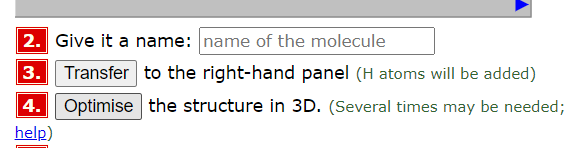 2. Give it a name: name of the molecule
3. Transfer to the right-hand panel (H atoms will be added)
4. Optimise the structure in 3D. (Several times may be needed;
help)